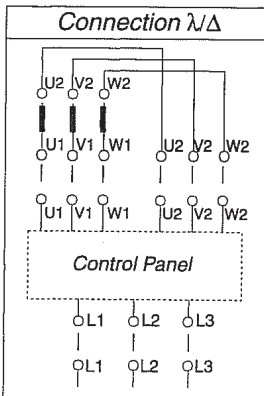 Connection λ/Δ
U2 V2 W2
U1 V1 W1 U2 V2 W2
U1 V1 W1 U2 V2 W2
Control Panel
L1 L2 L3
L1 L2 L3